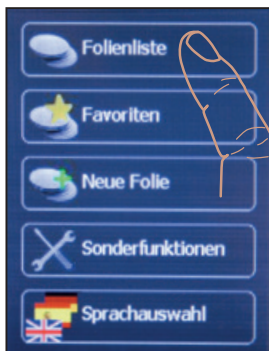 Folienliste
Favoriten
Neue Folie
Sonderfunktionen
Sprachauswahl